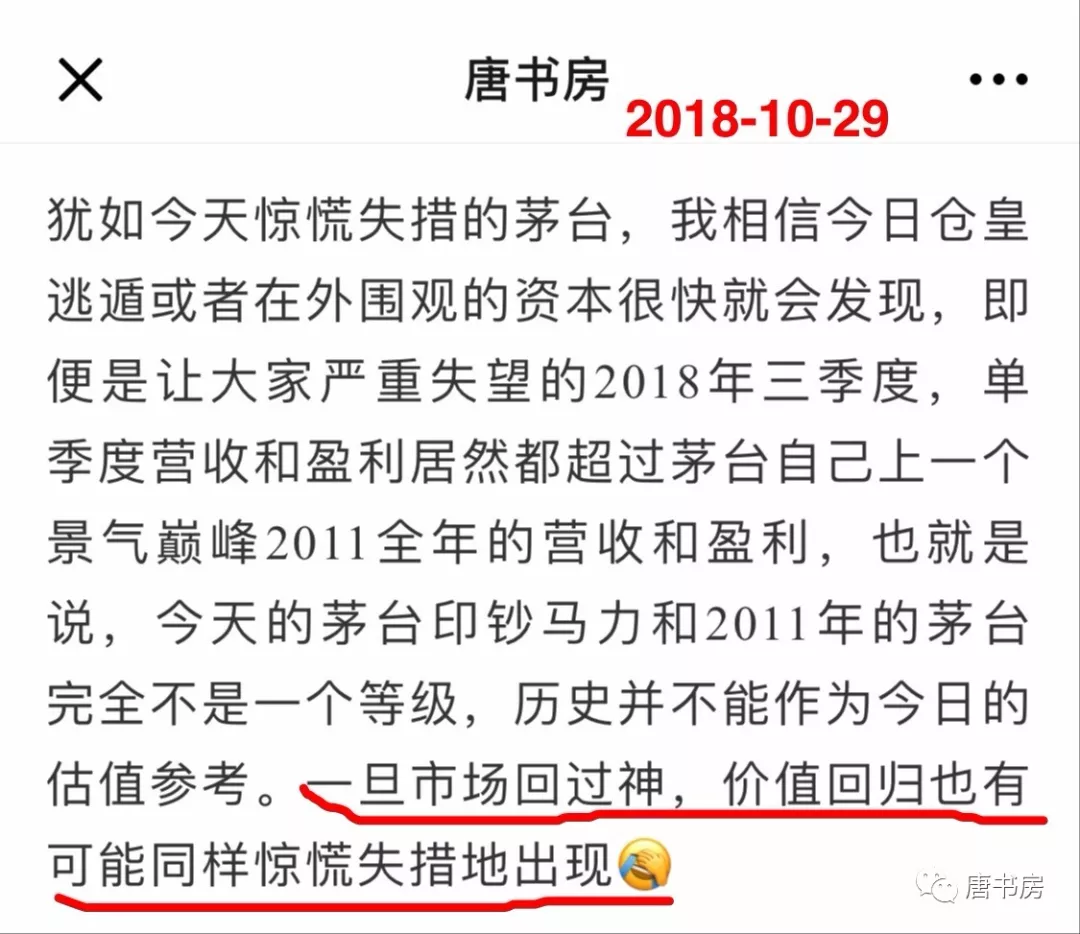 唐书房
2018-10-29
犹如今天惊慌失措的茅台，我相信今日仓皇
逃遁或者在外围观的资本很快就会发现，即
便是让大家严重失望的2018年三季度，单
季度营收和盈利居然都超过茅台自己上一个
景气巅峰2011全年的营收和盈利，也就是
说，今天的茅台印钞马力和2011年的茅台
完全不是一个等级，历史并不能作为今日的
估值参考。一旦市场回过神，价值回归也有
可能同样惊慌失措地出现🤦
唐书房